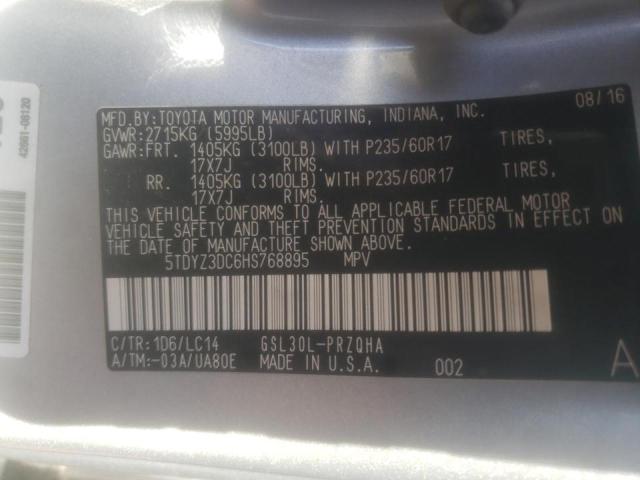 42661-08120
MFD.BY:TOYOTA MOTOR MANUFACTURING, INDIANA, INC. 08/16
GVWR:2715KG (5995LB)
GAWR:FRT. 1405KG (3100LB) WITH P235/60R17 TIRES,
17X7J RIMS.
RR. 1405KG (3100LB) WITH P235/60R17 TIRES,
17X7J RIMS.
THIS VEHICLE CONFORMS TO ALL APPLICABLE FEDERAL MOTOR
VEHICLE SAFETY AND THEFT PREVENTION STANDARDS IN EFFECT ON
THE DATE OF MANUFACTURE SHOWN ABOVE.
5TDYZ3DC6HS768895 MPV
C/TR:1D6/LC14 GSL30L-PRZQHA
A/TM:-03A/UA80E MADE IN U.S.A. 002 A